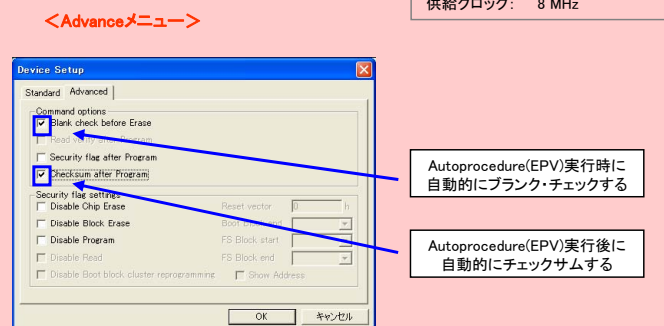 供給クロック: 8 MHz
＜Advanceメニュー＞
Device Setup
Standard Advanced
Command options
Blank check before Erase
Read verify after Program
Security flag after Program
Checksum after Program
Security flag settings
Disable Chip Erase Reset vector 0 h
Disable Block Erase Boot block end
Disable Program FS Block start
Disable Read FS Block end
Disable Boot block cluster reprogramming Show Address
OK キャンセル
Autoprocedure(EPV)実行時に
自動的にブランク・チェックする
Autoprocedure(EPV)実行後に
自動的にチェックサムする